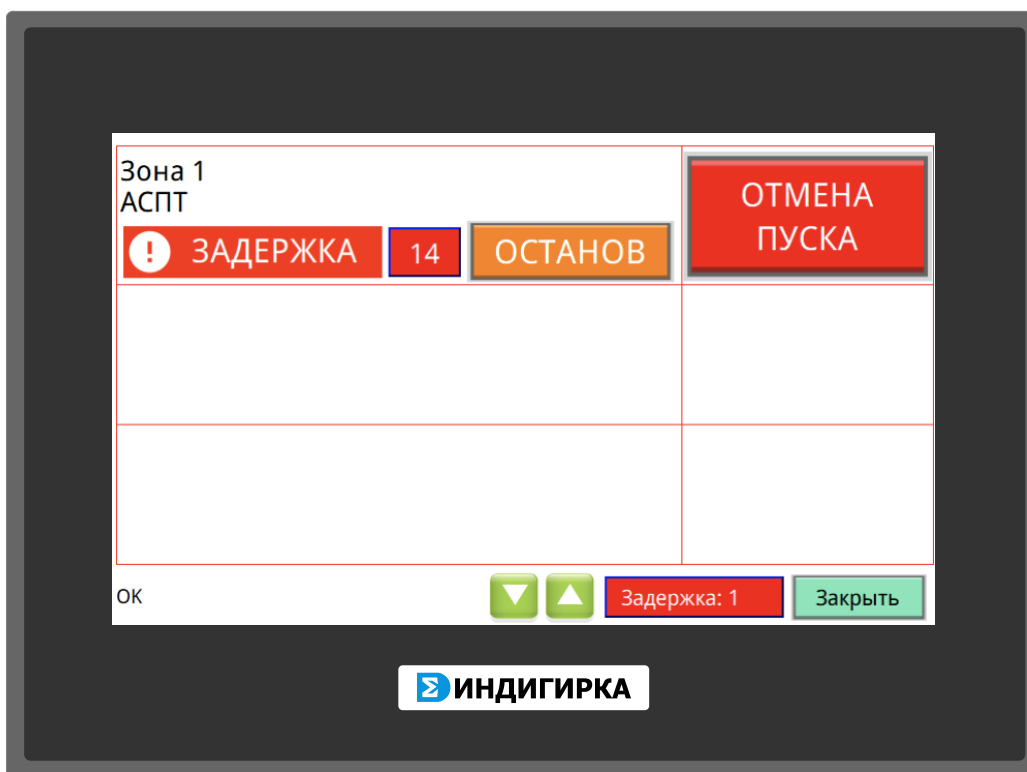 Зона 1
АСПТ
! ЗАДЕРЖКА 14 ОСТАНОВ
ОТМЕНА
ПУСКА
OK Задержка: 1 Закрыть
ИНДИГИРКА